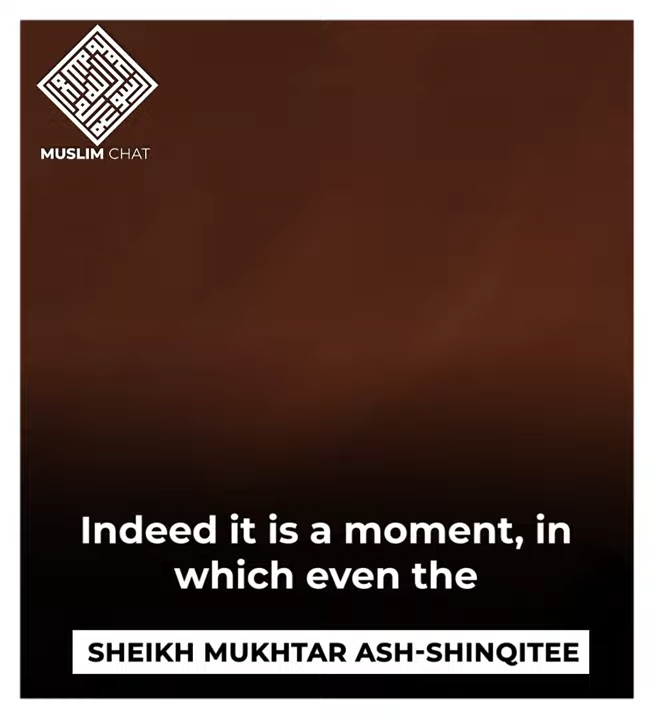 MUSLIM CHAT
Indeed it is a moment, in
which even the
SHEIKH MUKHTAR ASH-SHINQITEE